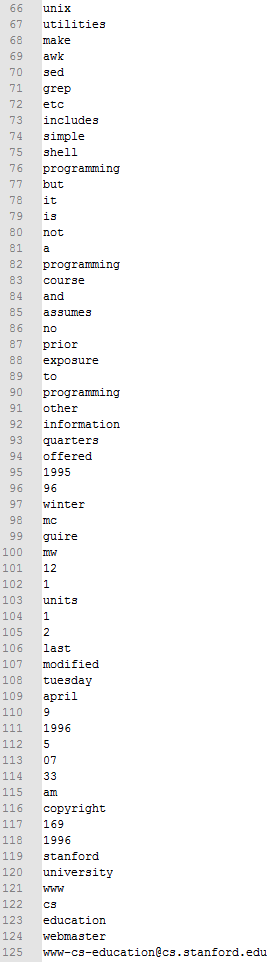 66 unix
67 utilities
68 make
69 awk
70 sed
71 grep
72 etc
73 includes
74 simple
75 shell
76 programming
77 but
78 it
79 is
80 not
81 a
82 programming
83 course
84 and
85 assumes
86 no
87 prior
88 exposure
89 to
90 programming
91 other
92 information
93 quarters
94 offered
95 1995
96 96
97 winter
98 mc
99 guire
100 mw
101 12
102 1
103 units
104 1
105 2
106 last
107 modified
108 tuesday
109 april
110 9
111 1996
112 5
113 07
114 33
115 am
116 copyright
117 169
118 1996
119 stanford
120 university
121 www
122 cs
123 education
124 webmaster
125 www-cs-education@cs.stanford.edu